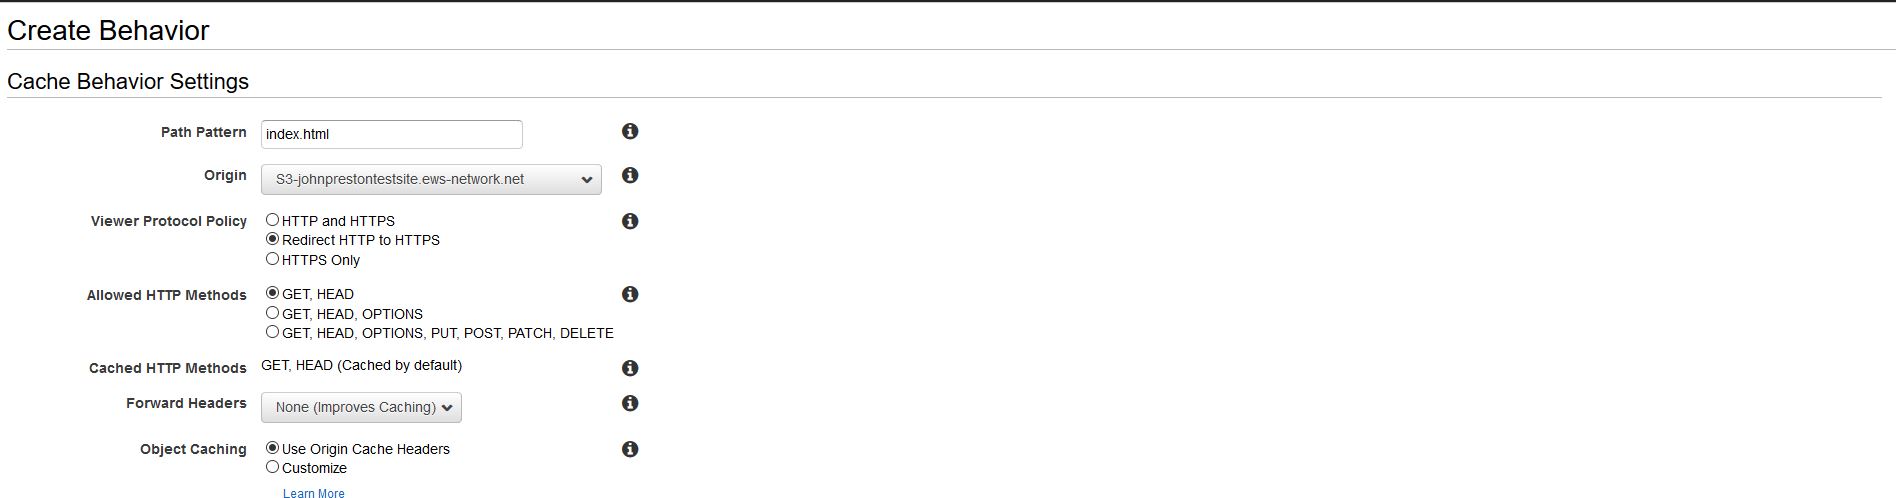 Create Behavior
Cache Behavior Settings
Path Pattern index.html
Origin S3-johnprestontestsite.ews-network.net
Viewer Protocol Policy HTTP and HTTPS
Redirect HTTP to HTTPS
HTTPS Only
Allowed HTTP Methods GET, HEAD
GET, HEAD, OPTIONS
GET, HEAD, OPTIONS, PUT, POST, PATCH, DELETE
Cached HTTP Methods GET, HEAD (Cached by default)
Forward Headers None (Improves Caching)
Object Caching Use Origin Cache Headers
Customize
Learn More